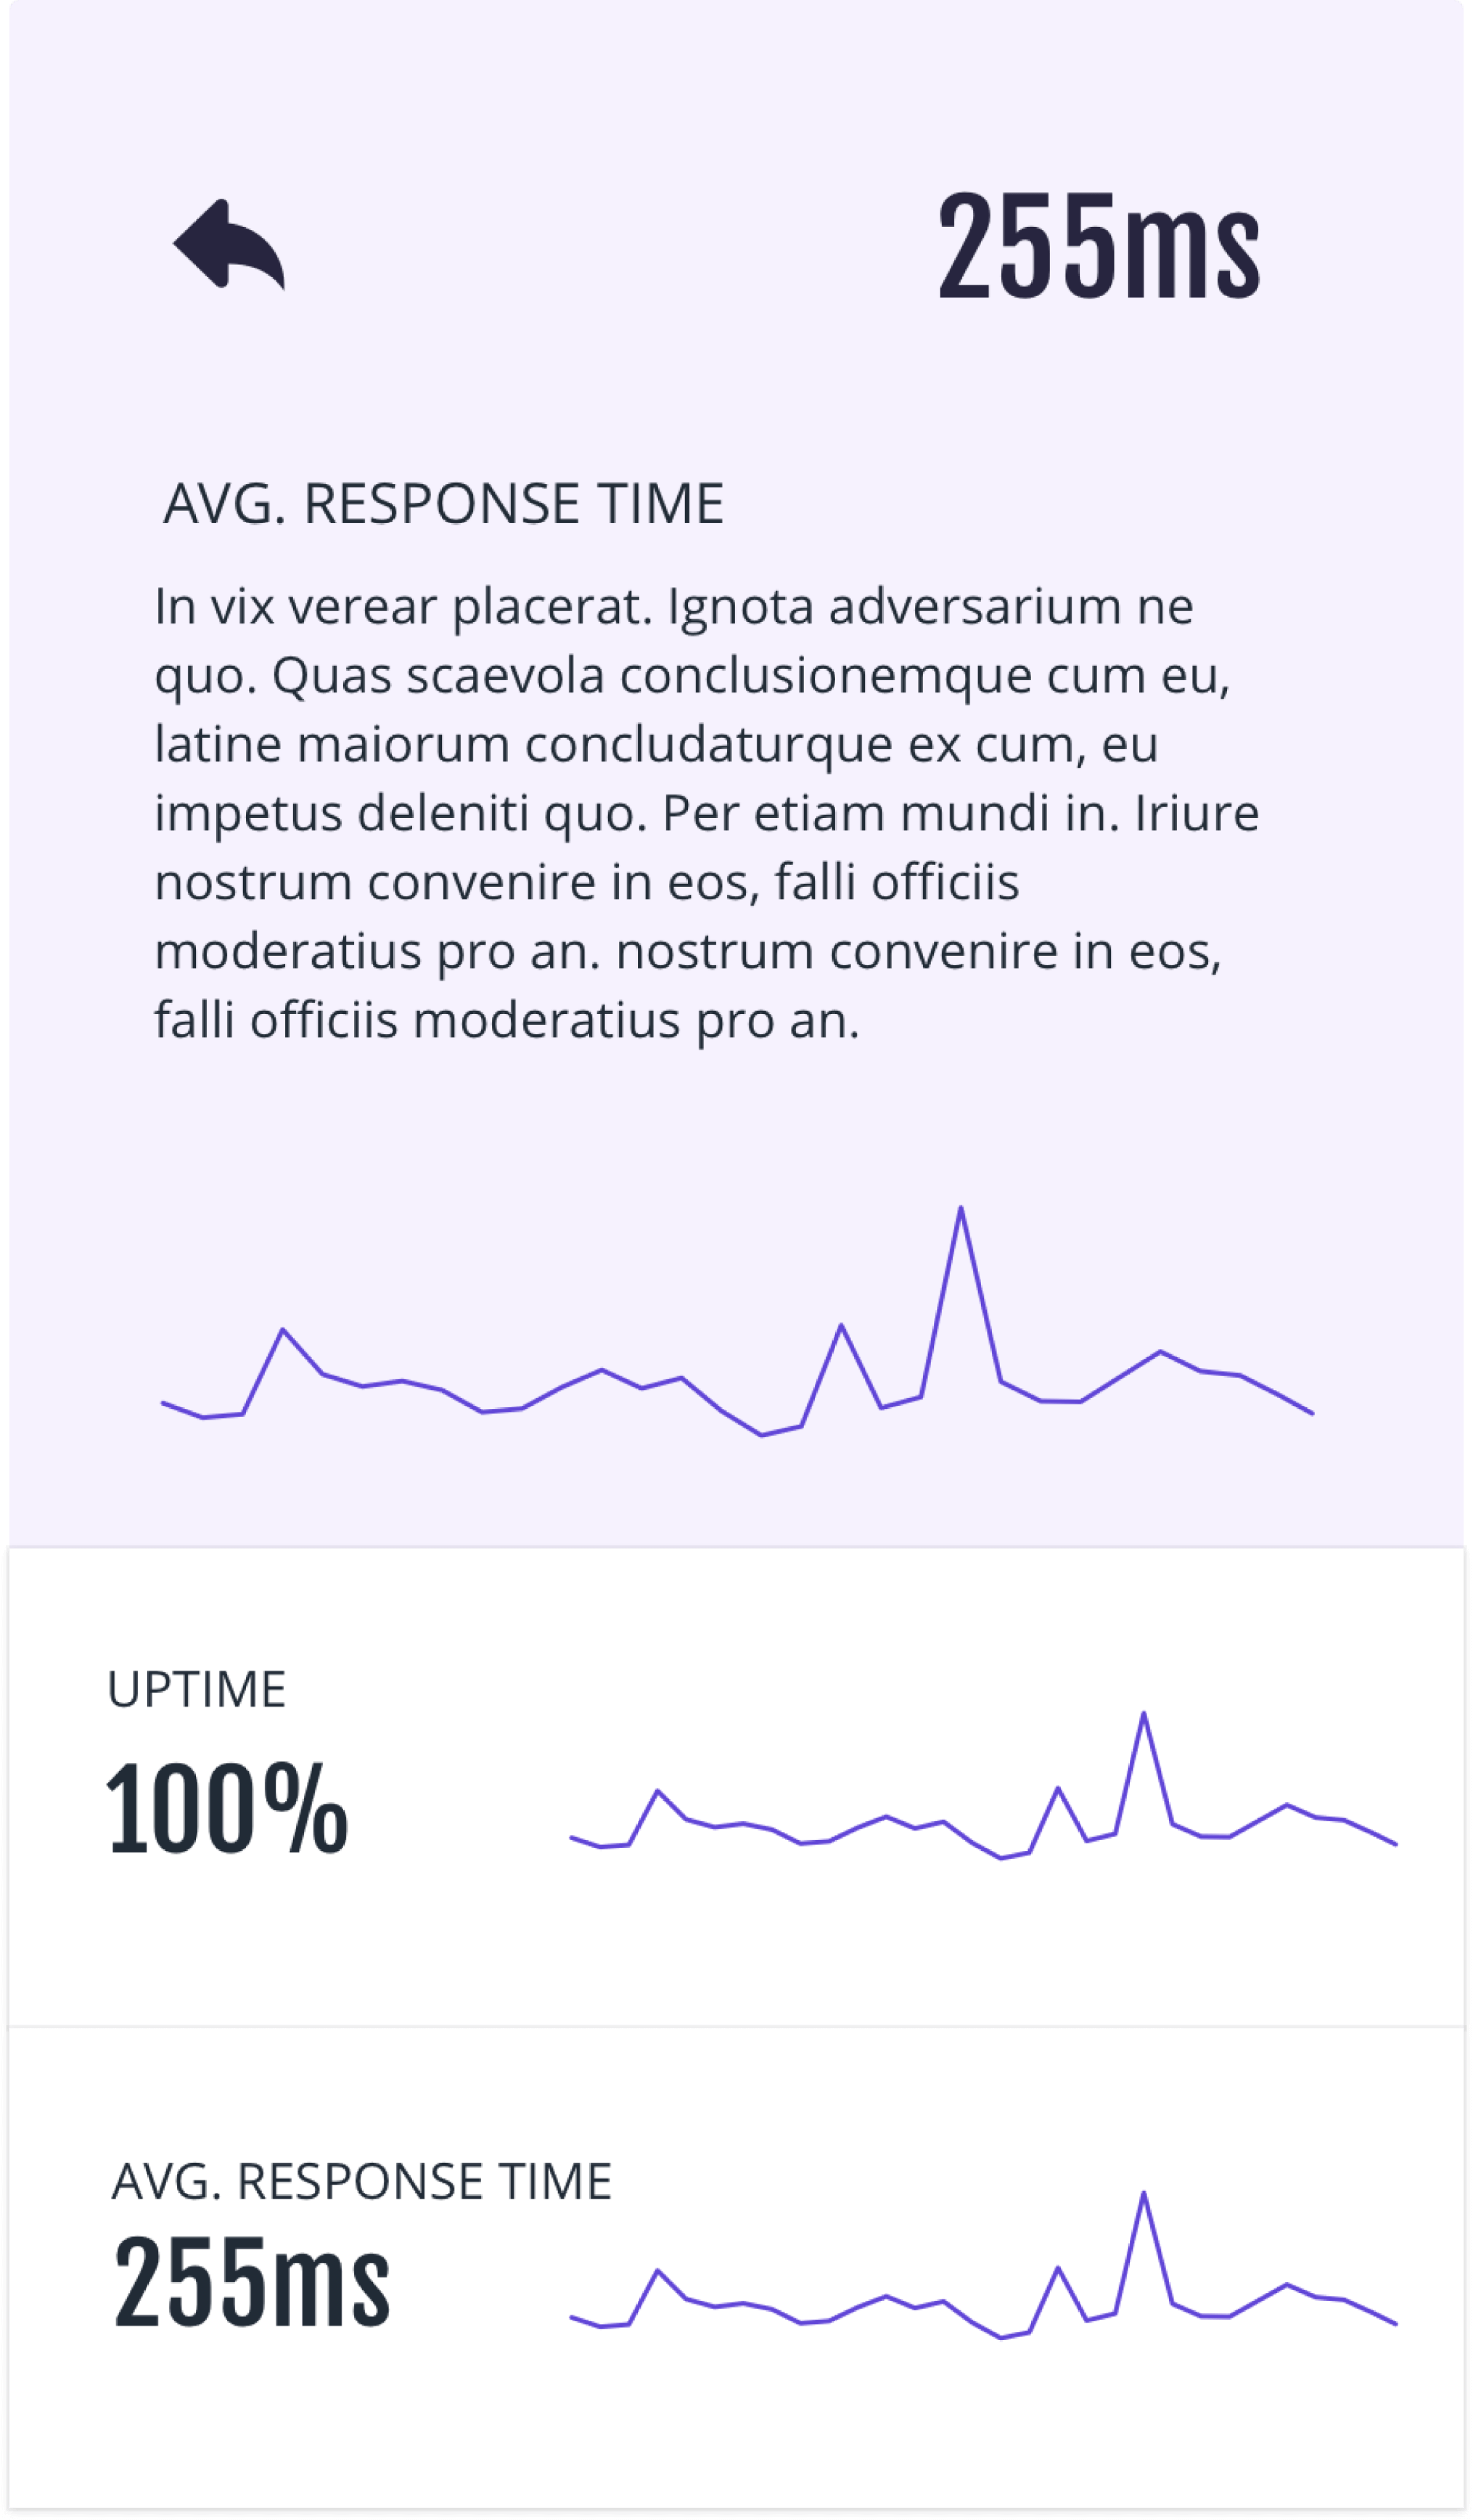 255ms
AVG. RESPONSE TIME
In vix verear placerat. Ignota adversarium ne
quo. Quas scaevola conclusionemque cum eu,
latine maiorum concludaturque ex cum, eu
impetus deleniti quo. Per etiam mundi in. Iriure
nostrum convenire in eos, falli officiis
moderatius pro an. nostrum convenire in eos,
falli officiis moderatius pro an.
UPTIME
100%
AVG. RESPONSE TIME
255ms